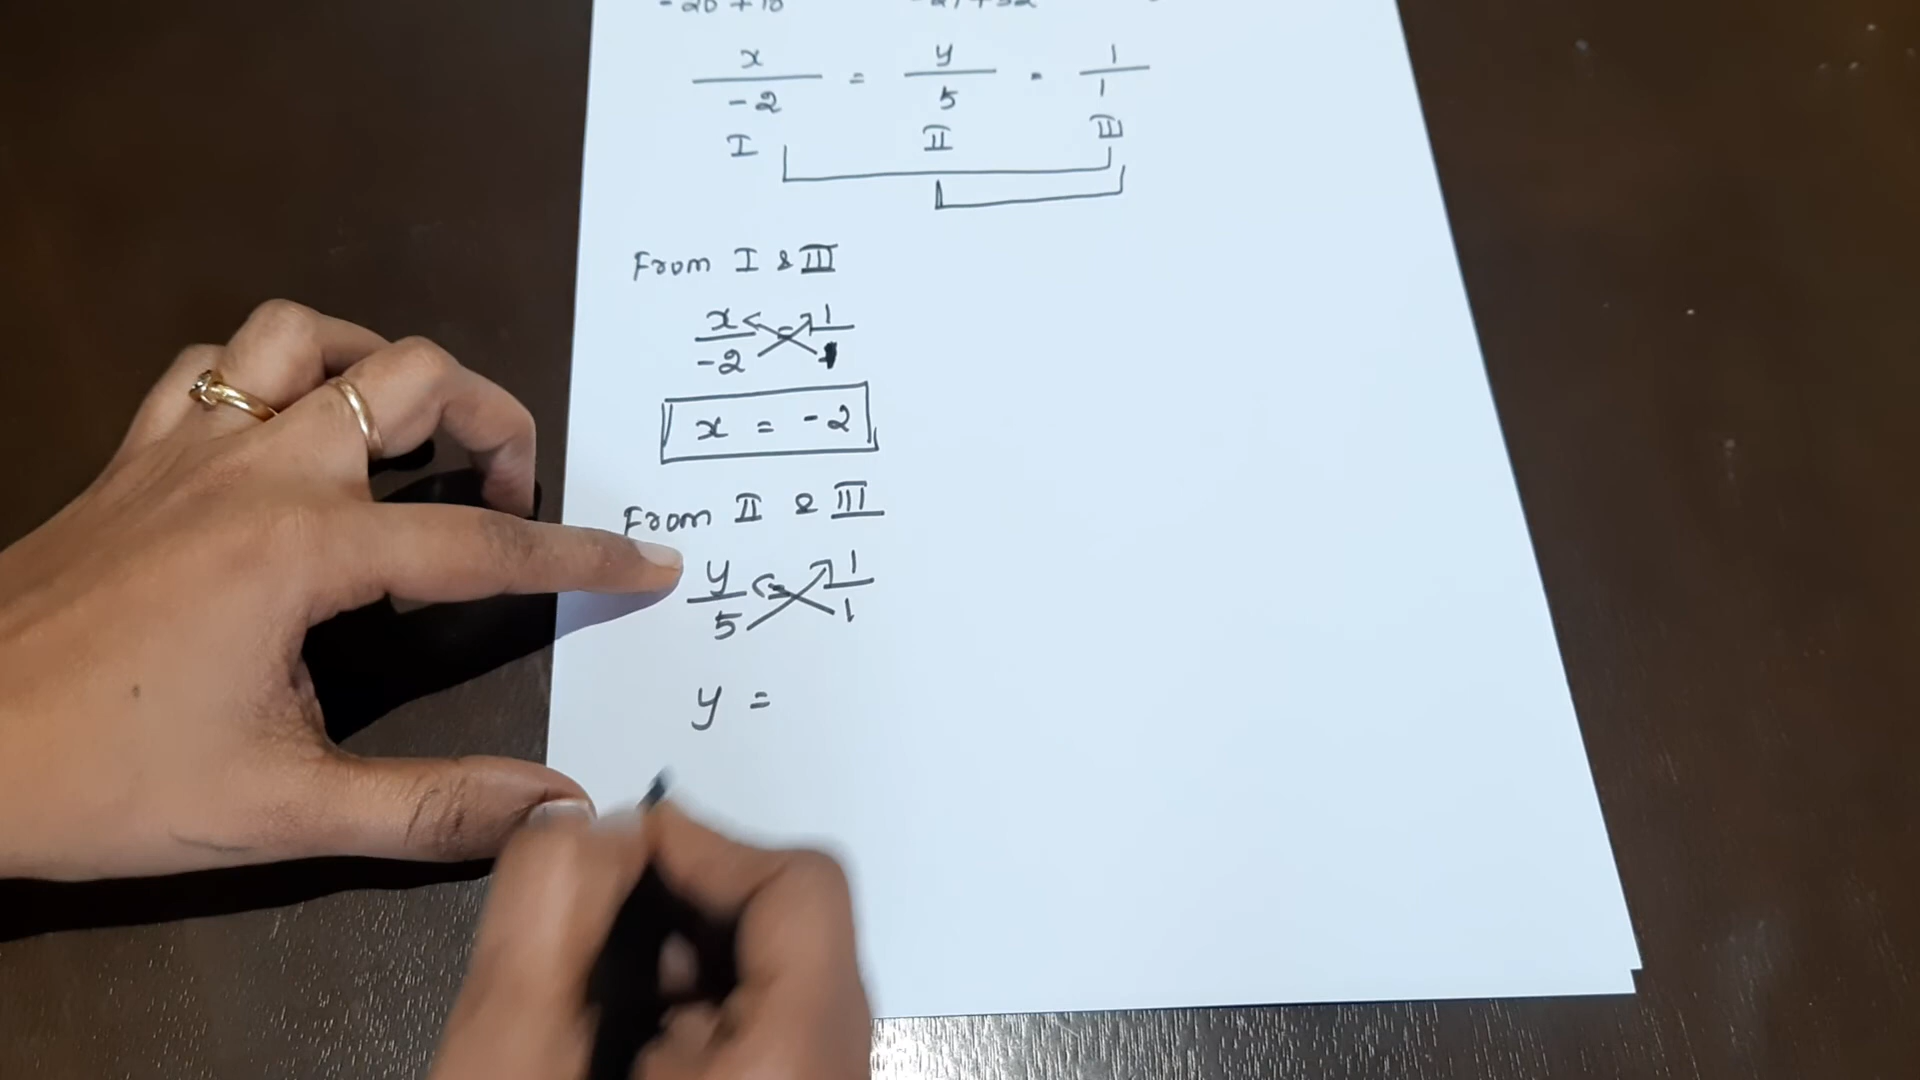 x/-2 = y/5 = 1/1
I II III
From I & III
x/-2 = 1/1
x = -2
From II & III
y/5 = 1/1
y =